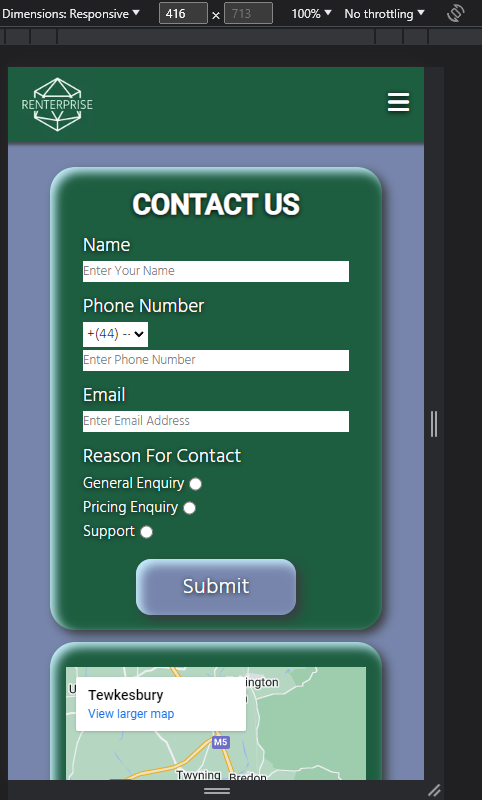 Dimensions: Responsive 416 × 713 100% No throttling
RENTERPRISE
CONTACT US
Name
Enter Your Name
Phone Number
+(44) --
Enter Phone Number
Email
Enter Email Address
Reason For Contact
General Enquiry
Pricing Enquiry
Support
Submit
Tewkesbury
View larger map
M5
Twyning
Bredon